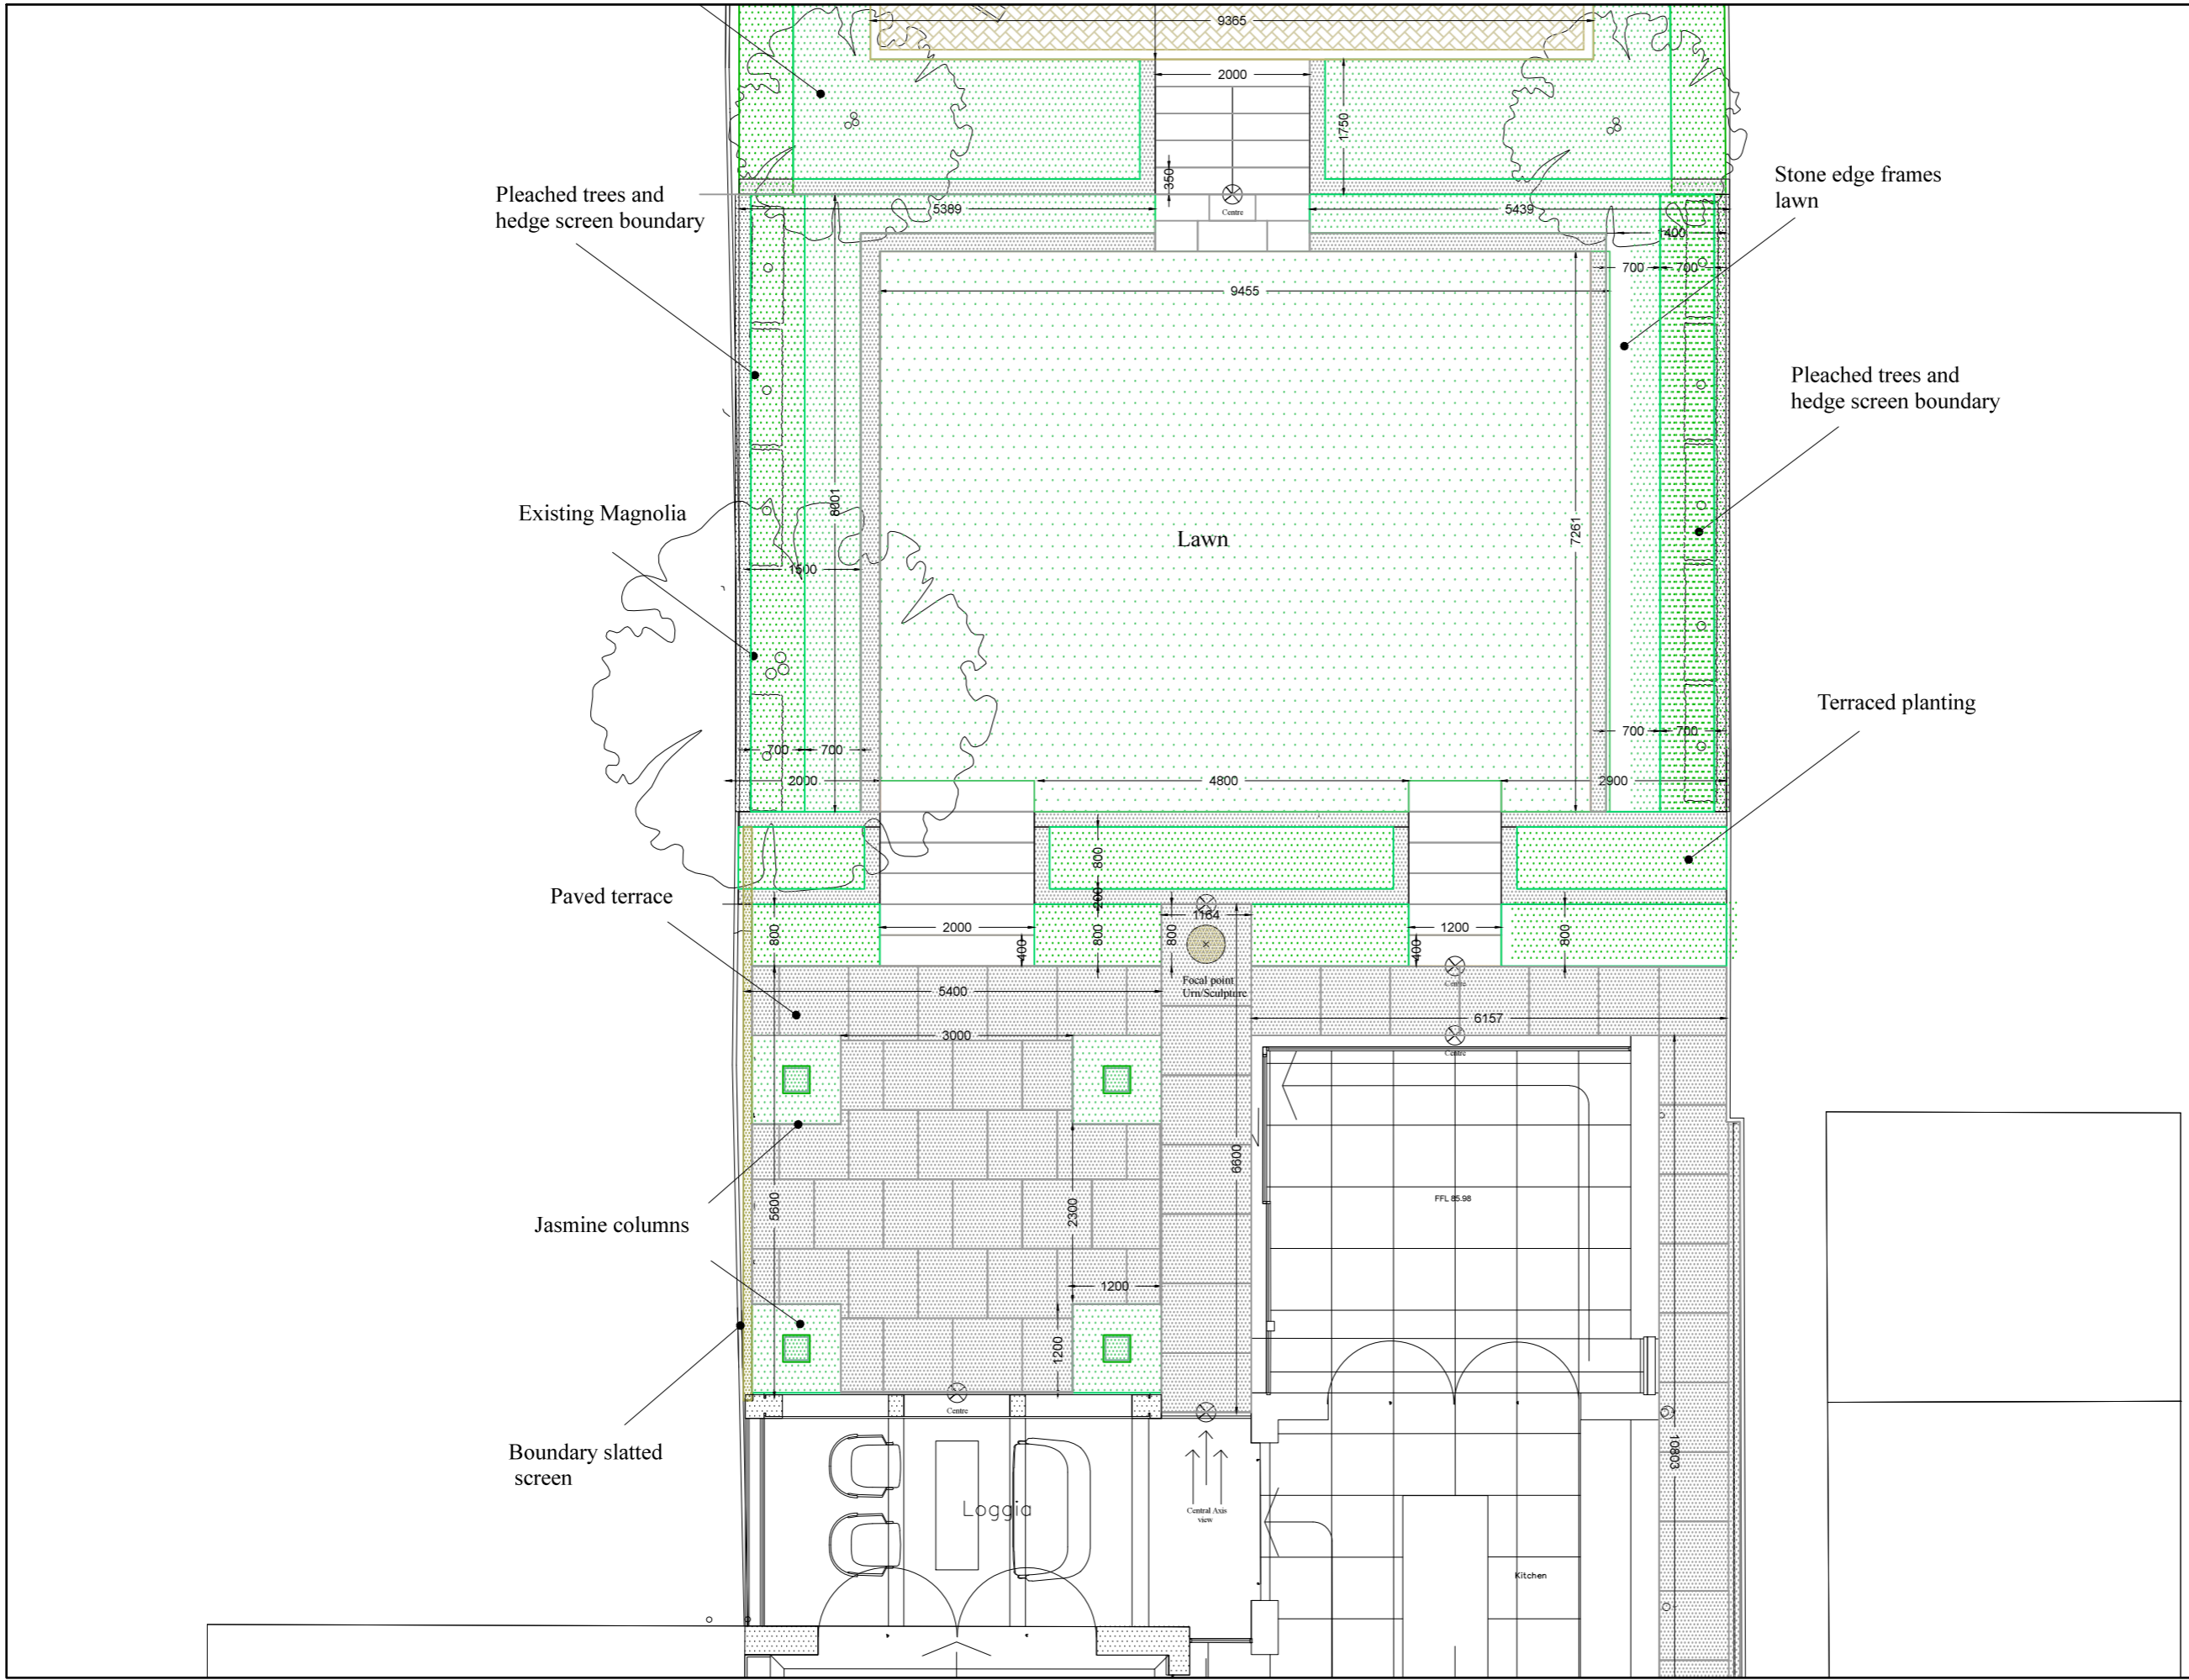 9365
2000
1750
350
Pleached trees and
hedge screen boundary
Stone edge frames
lawn
5389
Centre
5439
1400
700
700
9455
Pleached trees and
hedge screen boundary
8001
Existing Magnolia
7261
Lawn
1500
Terraced planting
700
700
700
700
2000
4800
2900
800
200
Paved terrace
800
2000
400
800
800
1164
1200
400
800
Focal point
Urn/Sculpture
Centre
5400
6157
3000
Centre
6600
5600
2300
FFL 85.98
Jasmine columns
1200
1200
Centre
Boundary slatted
screen
10803
Loggia
Central Axis
view
Kitchen